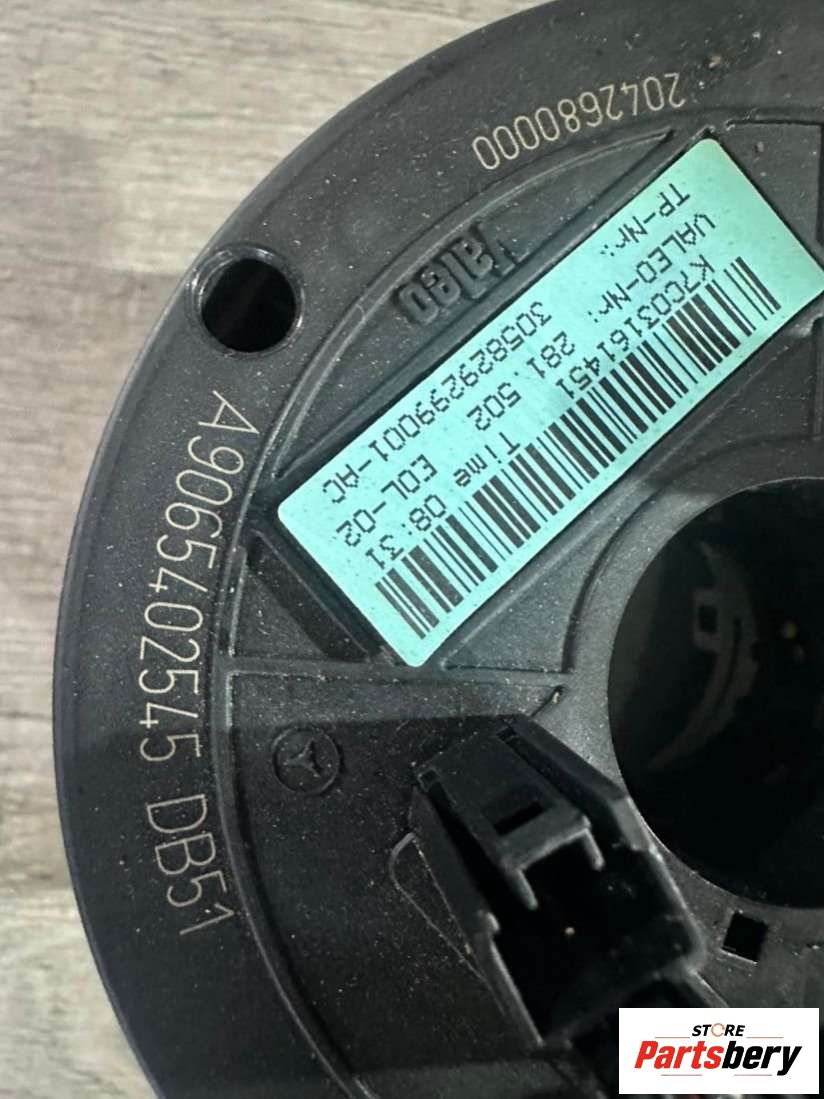 2042680000
Valeo
TP-Nr.:
VALEO-Nr.: 281.502
305829299001-AC
K7C03161451
Time 08:31
EOL-02
A9065402545 DB51
STORE
Partsbery